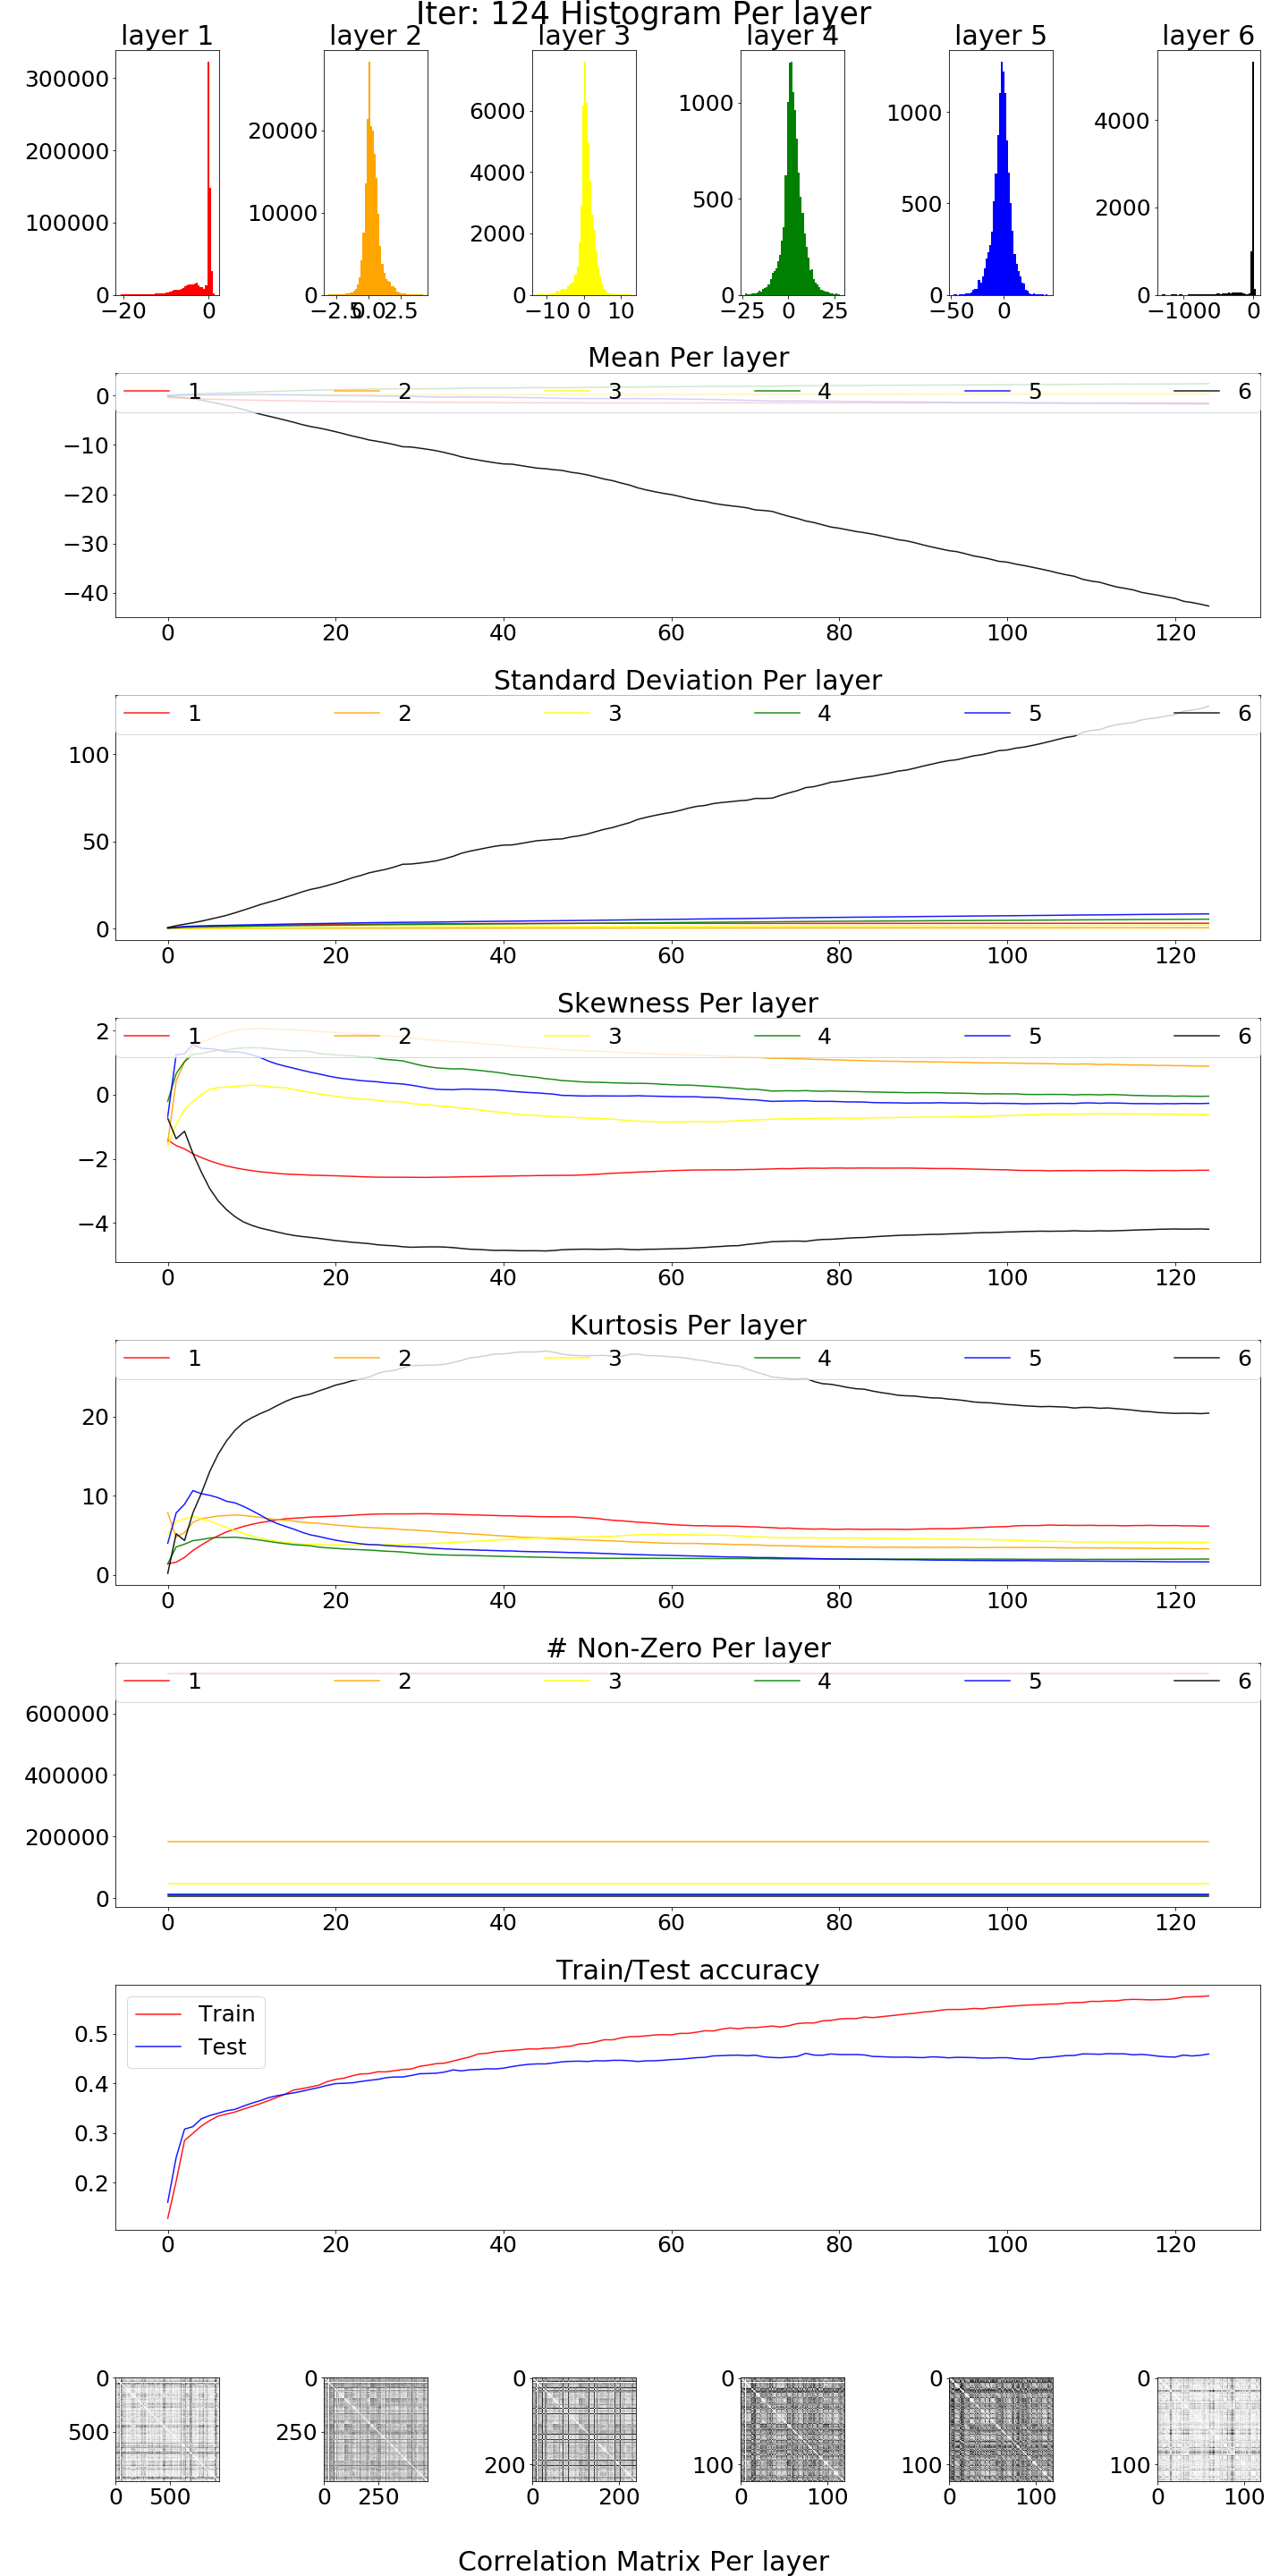 Iter: 124 Histogram Per layer
layer 1 layer 2 layer 3 layer 4 layer 5 layer 6
300000
200000
100000
0
−20 0
20000
10000
0
−2.5 0.0 2.5
6000
4000
2000
0
−10 0 10
1000
500
0
−25 0 25
1000
500
0
−50 0
4000
2000
0
−1000 0
Mean Per layer
1 2 3 4 5 6
0
−10
−20
−30
−40
0 20 40 60 80 100 120
Standard Deviation Per layer
1 2 3 4 5 6
100
50
0
0 20 40 60 80 100 120
Skewness Per layer
1 2 3 4 5 6
2
0
−2
−4
0 20 40 60 80 100 120
Kurtosis Per layer
1 2 3 4 5 6
20
10
0
0 20 40 60 80 100 120
# Non-Zero Per layer
1 2 3 4 5 6
600000
400000
200000
0
0 20 40 60 80 100 120
Train/Test accuracy
Train
Test
0.5
0.4
0.3
0.2
0 20 40 60 80 100 120
0
500
0 500
0
250
0 250
0
200
0 200
0
100
0 100
0
100
0 100
0
100
0 100
Correlation Matrix Per layer